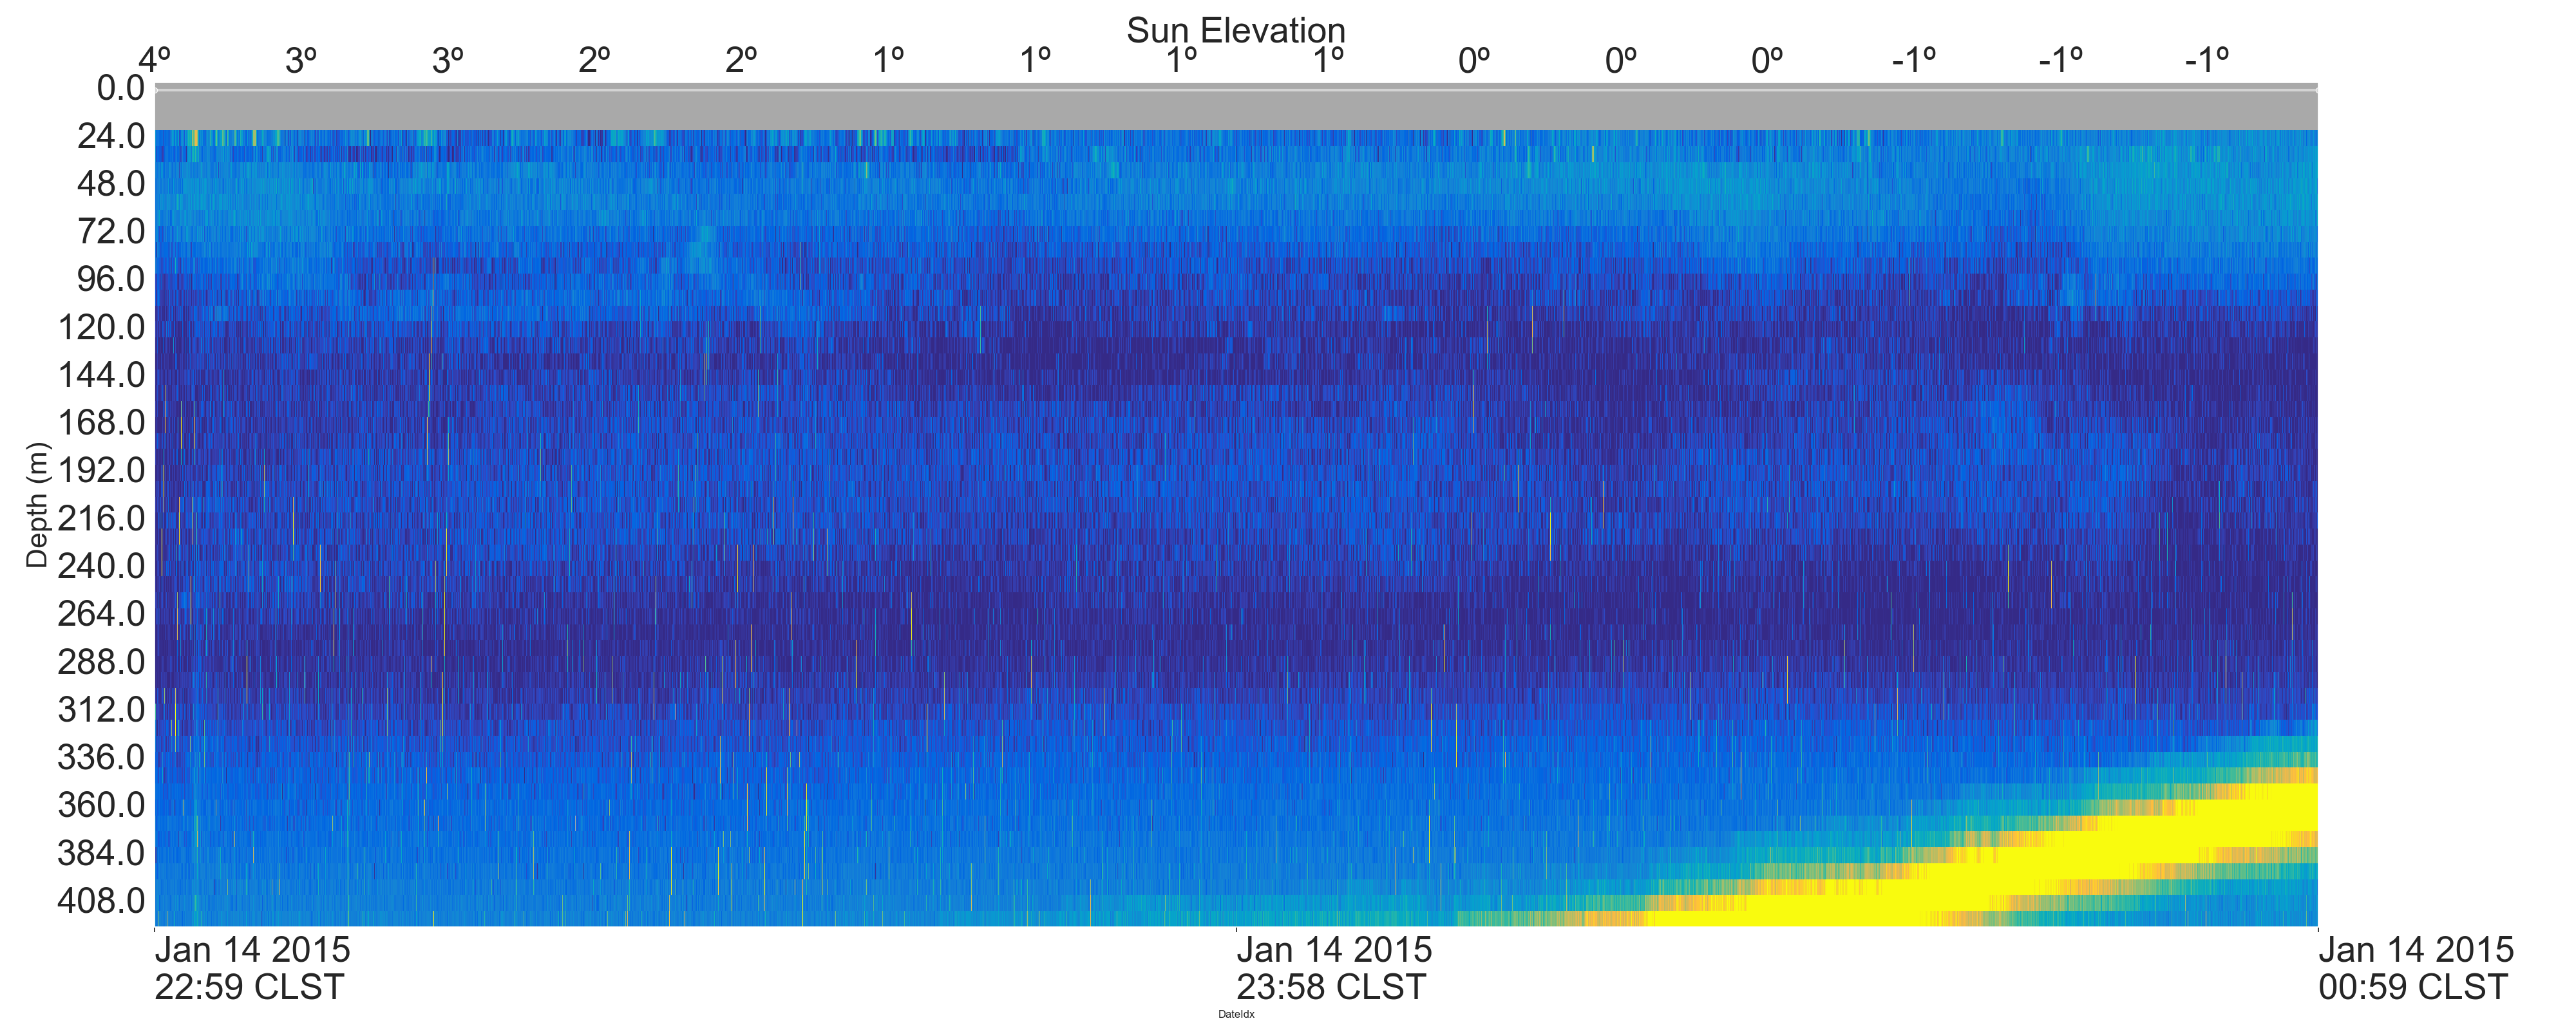 Sun Elevation
4º 3º 3º 2º 2º 1º 1º 1º 1º 0º 0º 0º -1º -1º -1º
0.0
24.0
48.0
72.0
96.0
120.0
144.0
168.0
192.0
216.0
240.0
264.0
288.0
312.0
336.0
360.0
384.0
408.0
Depth (m)
Jan 14 2015
22:59 CLST
Jan 14 2015
23:58 CLST
Jan 14 2015
00:59 CLST
DateIdx